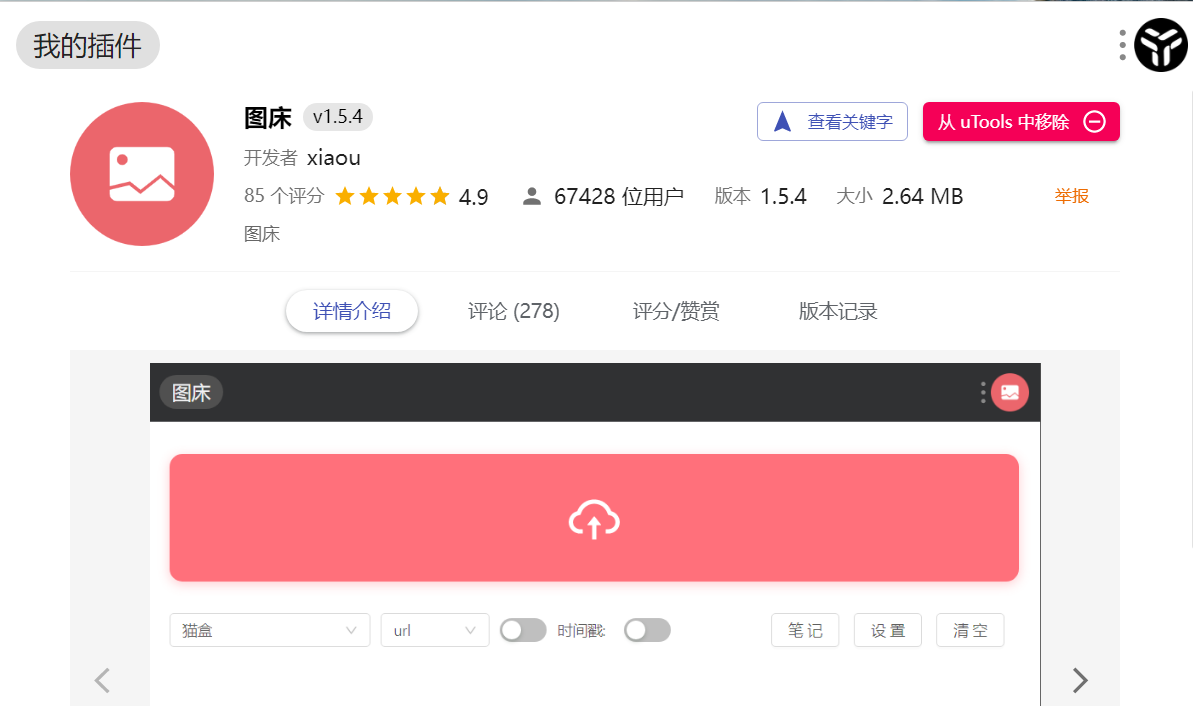 我的插件
图床 v1.5.4
查看关键字
从 uTools 中移除
开发者 xiaou
85 个评分 4.9 67428 位用户 版本 1.5.4 大小 2.64 MB 举报
图床
详情介绍 评论 (278) 评分/赞赏 版本记录
图床
猫盒 url 时间戳: 笔记 设置 清空